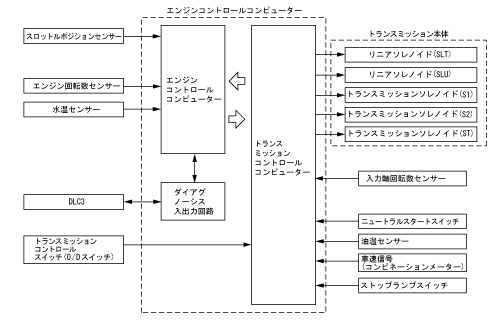 エンジンコントロールコンピューター
スロットルポジションセンサー
エンジン回転数センサー
水温センサー
エンジン
コントロール
コンピューター
ダイアグ
ノーシス
入出力回路
DLC3
トランスミッション
コントロール
スイッチ(O/Dスイッチ)
トランス
ミッション
コントロール
コンピューター
トランスミッション本体
リニアソレノイド(SLT)
リニアソレノイド(SLU)
トランスミッションソレノイド(S1)
トランスミッションソレノイド(S2)
トランスミッションソレノイド(ST)
入力軸回転数センサー
ニュートラルスタートスイッチ
油温センサー
車速信号
(コンビネーションメーター)
ストップランプスイッチ